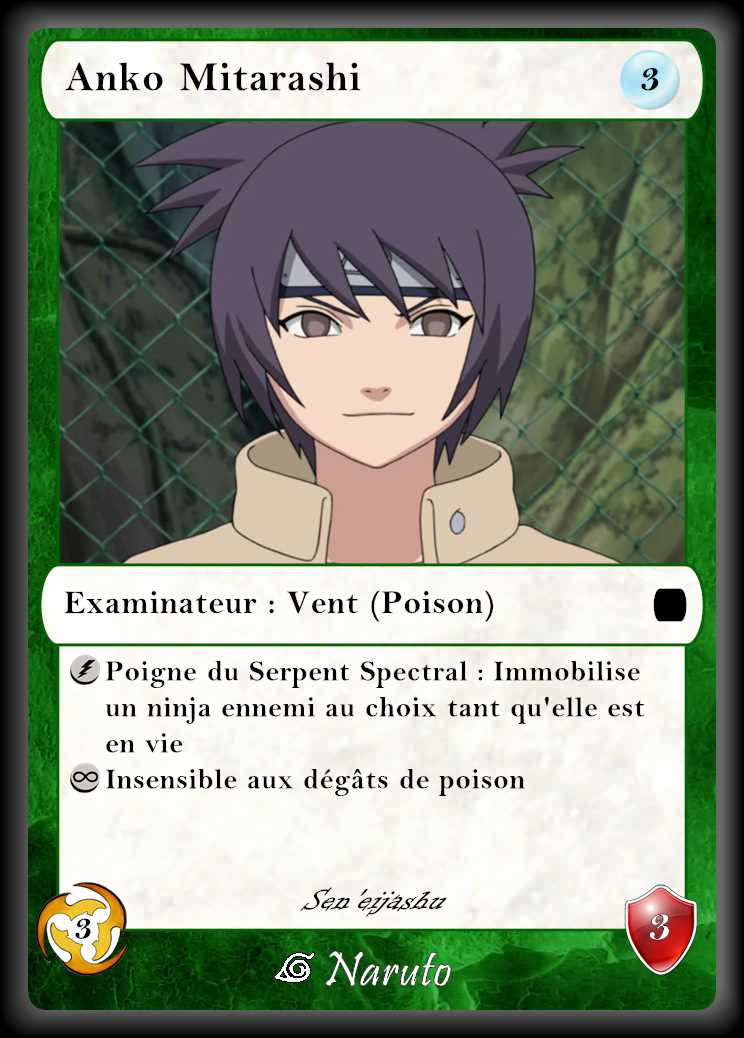 Anko Mitarashi
3
Examinateur : Vent (Poison)
Poigne du Serpent Spectral : Immobilise
un ninja ennemi au choix tant qu'elle est
en vie
Insensible aux dégâts de poison
Sen'eijashu
3
3
Naruto